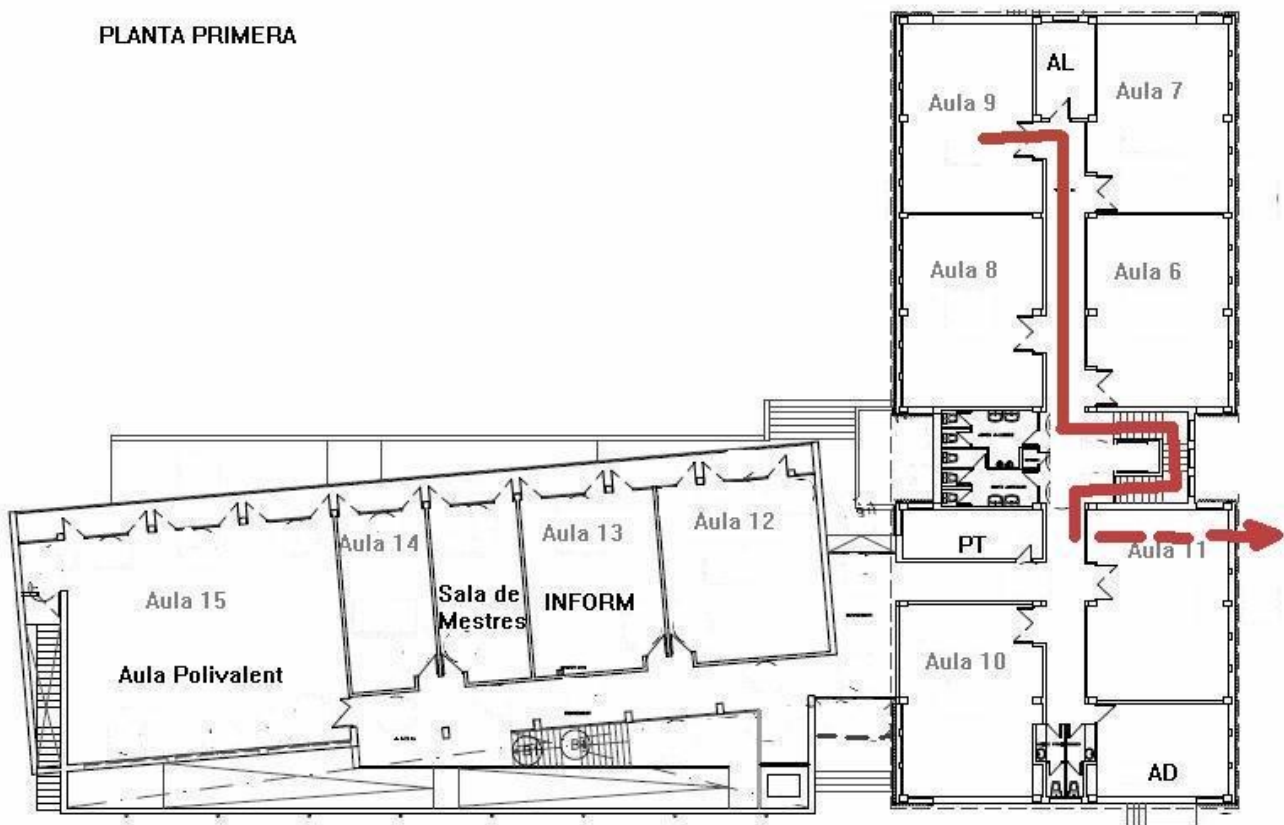 PLANTA PRIMERA
AL
Aula 9
Aula 7
Aula 8
Aula 6
Aula 12
Aula 13
Aula 14
PT
Aula 11
Sala de
Mestres
INFORM
Aula 15
Aula Polivalent
Aula 10
AD